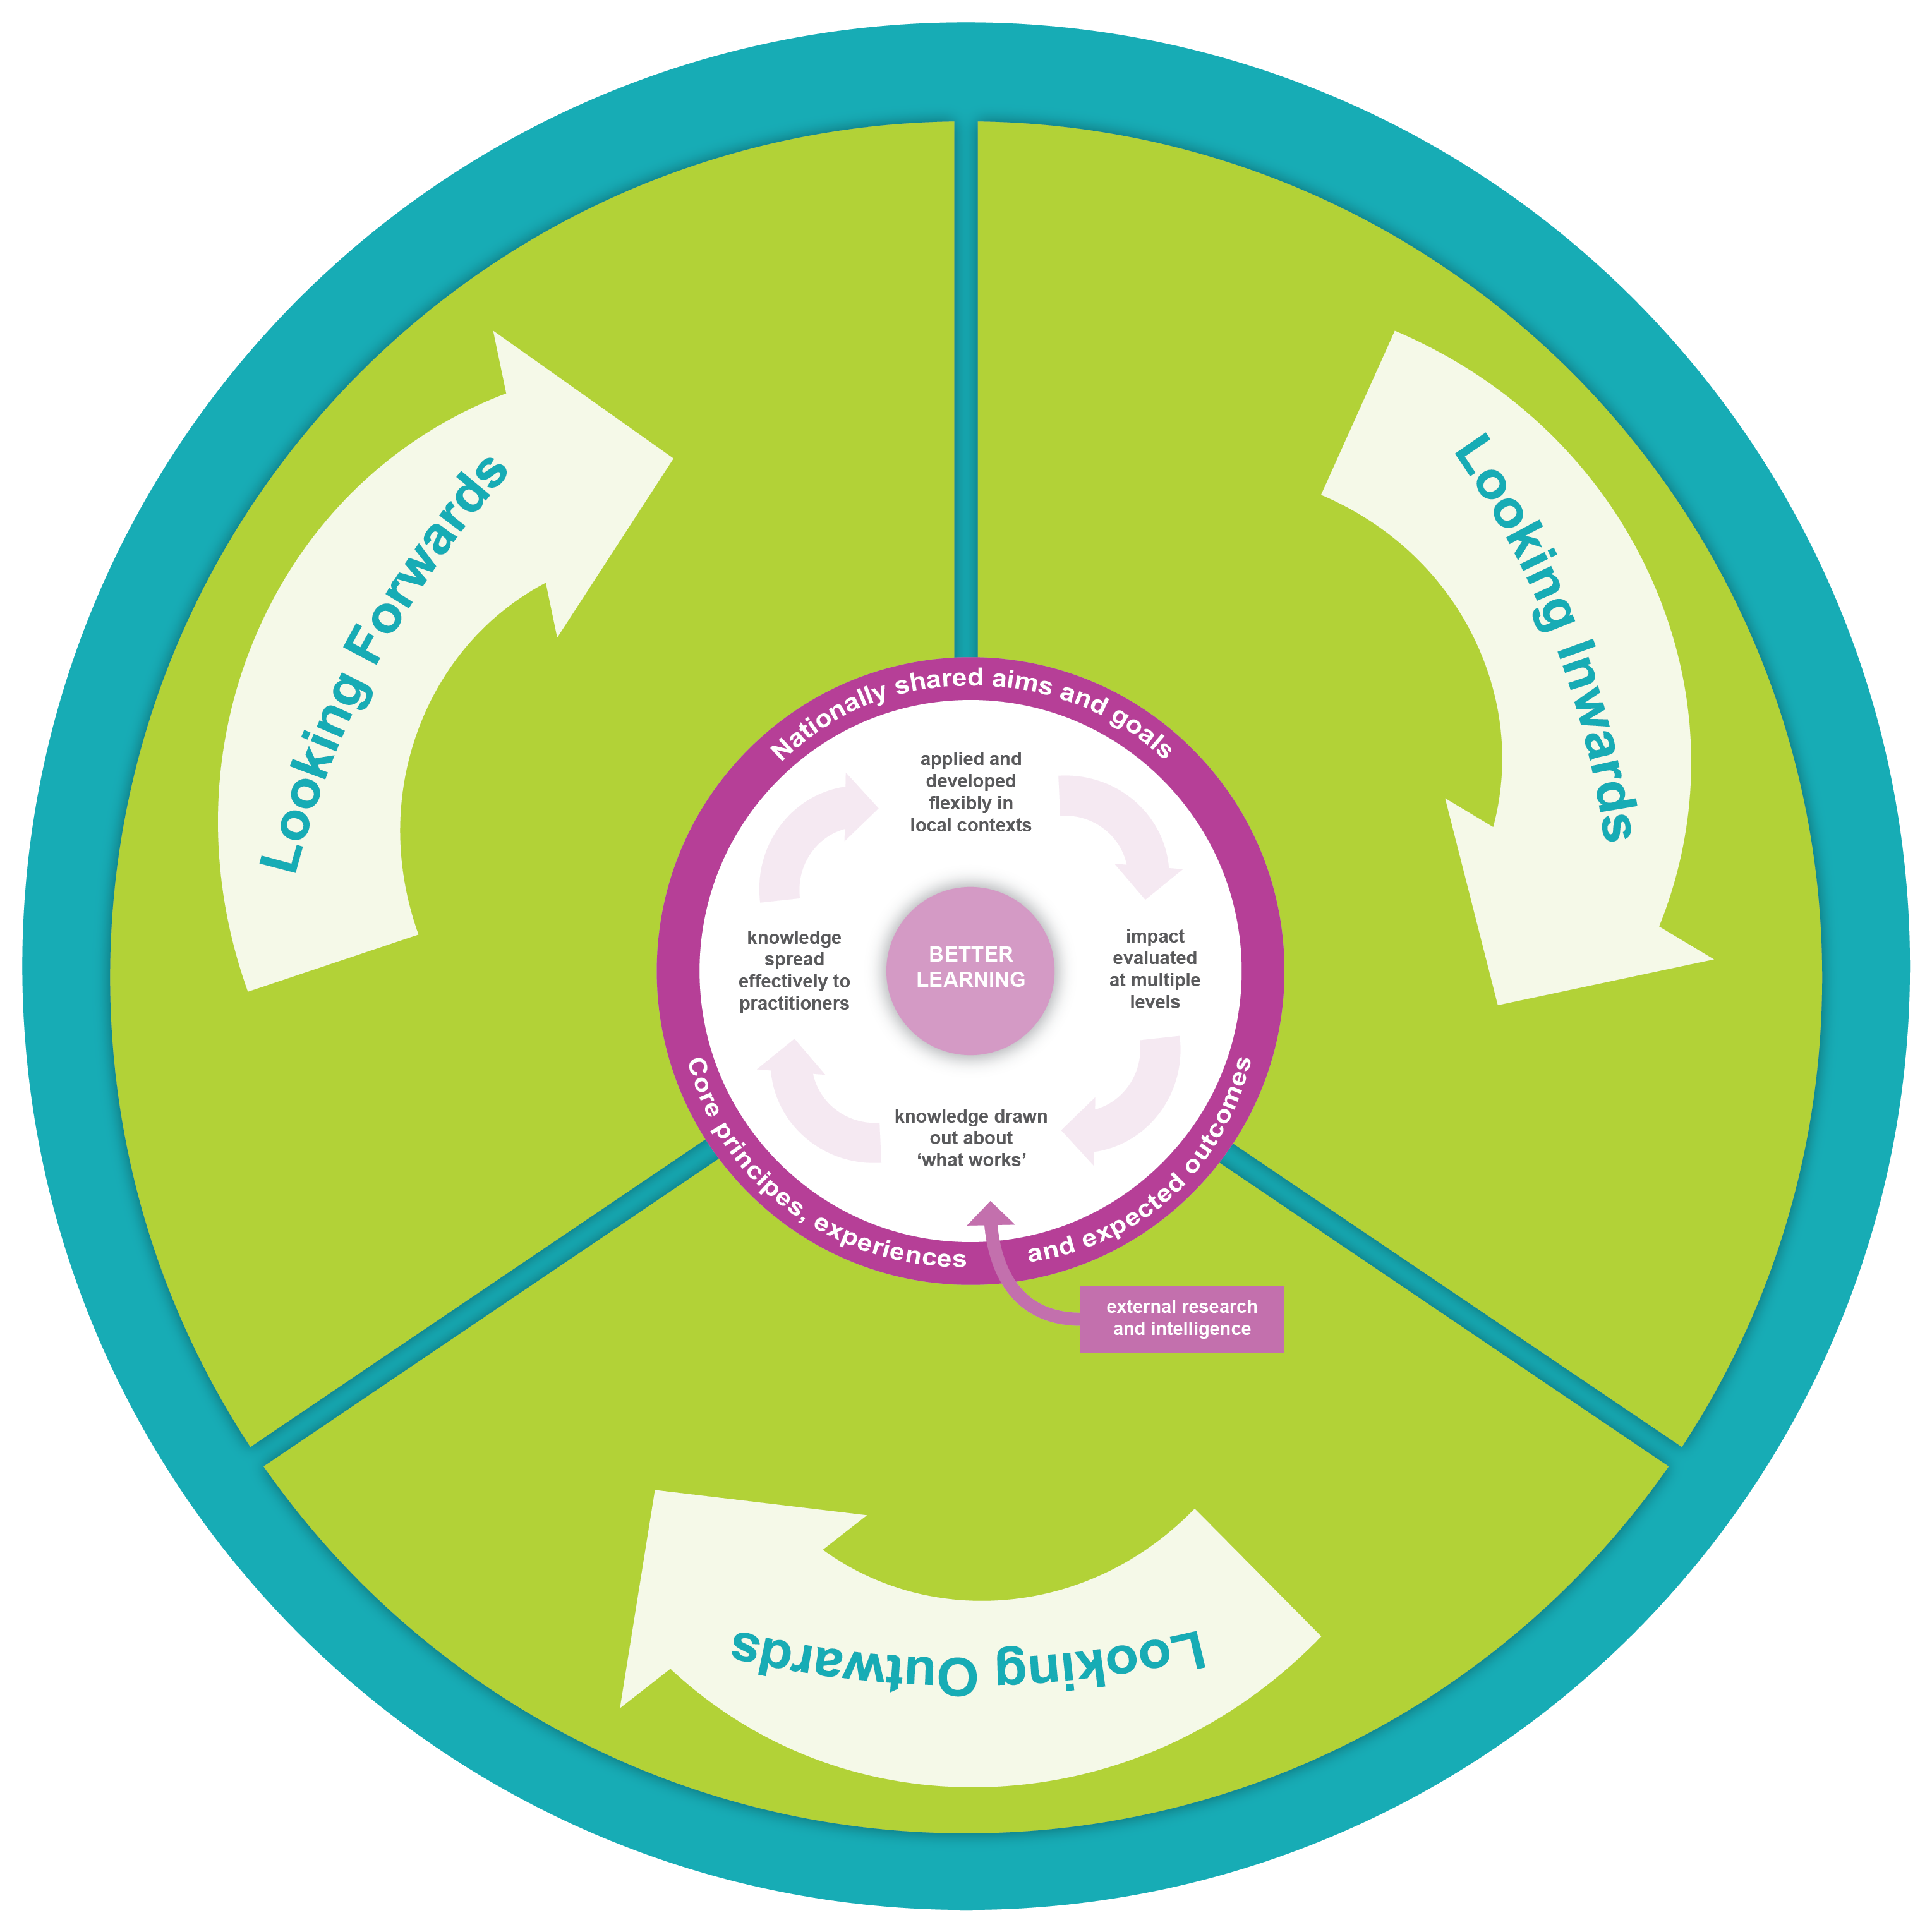 Looking Forwards
Looking Inwards
Looking Outwards
Nationally shared aims and goals
applied and
developed
flexibly in
local contexts
impact
evaluated
at multiple
levels
knowledge drawn
out about
‘what works’
knowledge
spread
effectively to
practitioners
BETTER
LEARNING
Core principes, experiences
and expected outcomes
external research
and intelligence